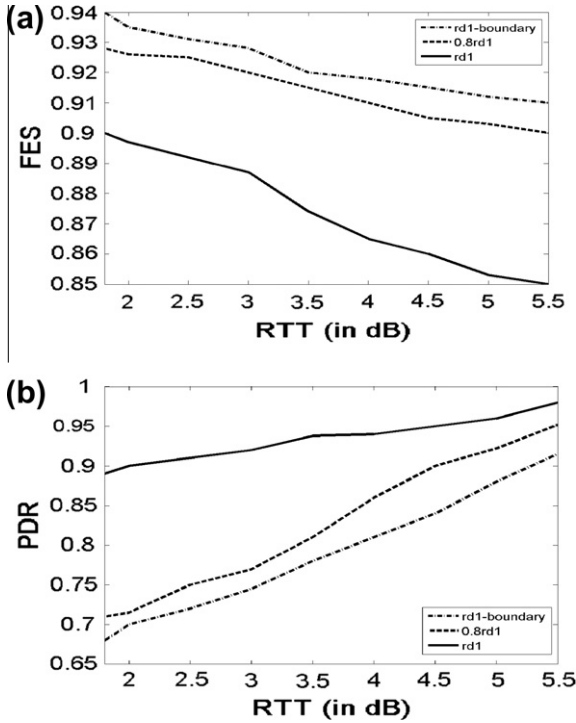 (a)
0.94
0.93
0.92
0.91
0.9
0.89
0.88
0.87
0.86
0.85
FES
rd1-boundary
0.8rd1
rd1
2 2.5 3 3.5 4 4.5 5 5.5
RTT (in dB)
(b)
1
0.95
0.9
0.85
0.8
0.75
0.7
0.65
PDR
rd1-boundary
0.8rd1
rd1
2 2.5 3 3.5 4 4.5 5 5.5
RTT (in dB)